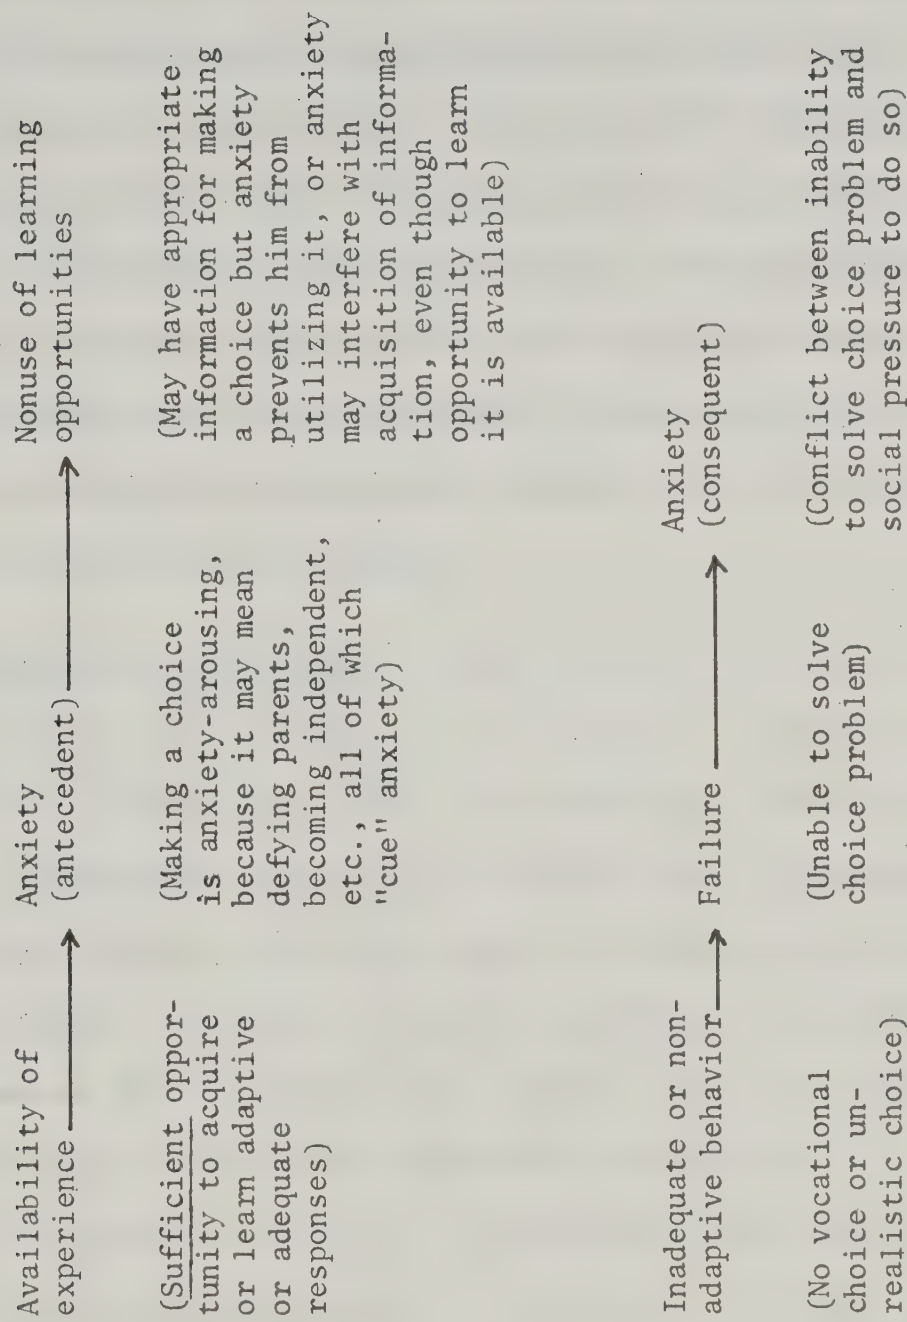 Availability of
experience
Anxiety
(antecedent)
Nonuse of learning
opportunities
(Sufficient oppor-
tunity to acquire
or learn adaptive
or adequate
responses)
(Making a choice
is anxiety-arousing,
because it may mean
defying parents,
becoming independent,
etc., all of which
"cue" anxiety)
(May have appropriate
information for making
a choice but anxiety
prevents him from
utilizing it, or anxiety
may interfere with
acquisition of informa-
tion, even though
opportunity to learn
it is available)
Inadequate or non-
adaptive behavior
Failure
Anxiety
(consequent)
(No vocational
choice or un-
realistic choice)
(Unable to solve
choice problem)
(Conflict between inability
to solve choice problem and
social pressure to do so)